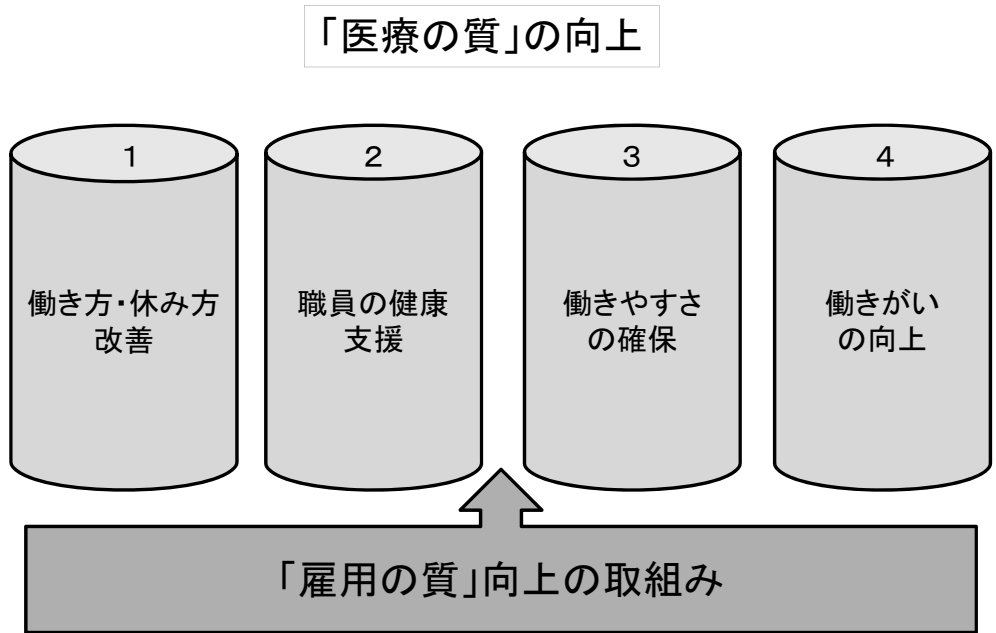 「医療の質」の向上
1
2
3
4
働き方・休み方
改善
職員の健康
支援
働きやすさ
の確保
働きがい
の向上
「雇用の質」向上の取組み